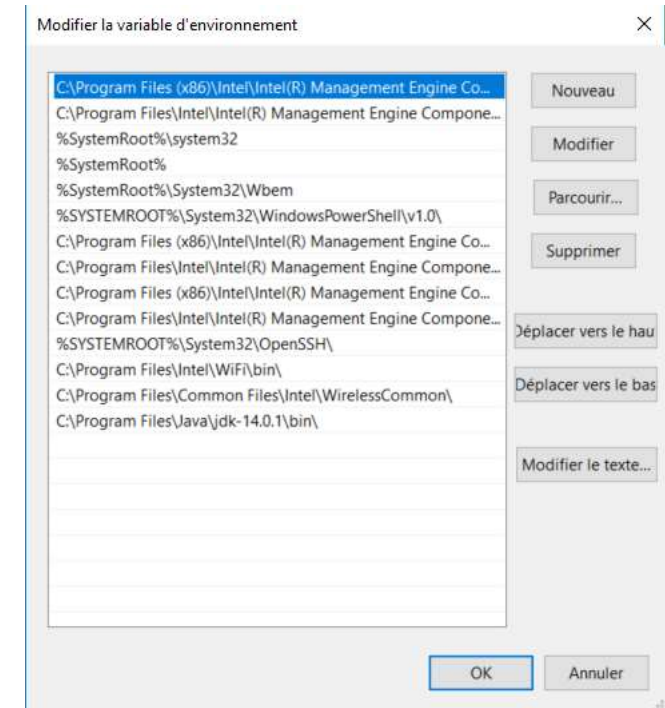 Modifier la variable d'environnement
C:\Program Files (x86)\Intel\Intel(R) Management Engine Co...
C:\Program Files\Intel\Intel(R) Management Engine Compone...
%SystemRoot%\system32
%SystemRoot%
%SystemRoot%\System32\Wbem
%SYSTEMROOT%\System32\WindowsPowerShell\v1.0\
C:\Program Files (x86)\Intel\Intel(R) Management Engine Co...
C:\Program Files\Intel\Intel(R) Management Engine Compone...
C:\Program Files (x86)\Intel\Intel(R) Management Engine Co...
C:\Program Files\Intel\Intel(R) Management Engine Compone...
%SYSTEMROOT%\System32\OpenSSH\
C:\Program Files\Intel\WiFi\bin\
C:\Program Files\Common Files\Intel\WirelessCommon\
C:\Program Files\Java\jdk-14.0.1\bin\
Nouveau
Modifier
Parcourir...
Supprimer
Déplacer vers le hau
Déplacer vers le bas
Modifier le texte...
OK
Annuler